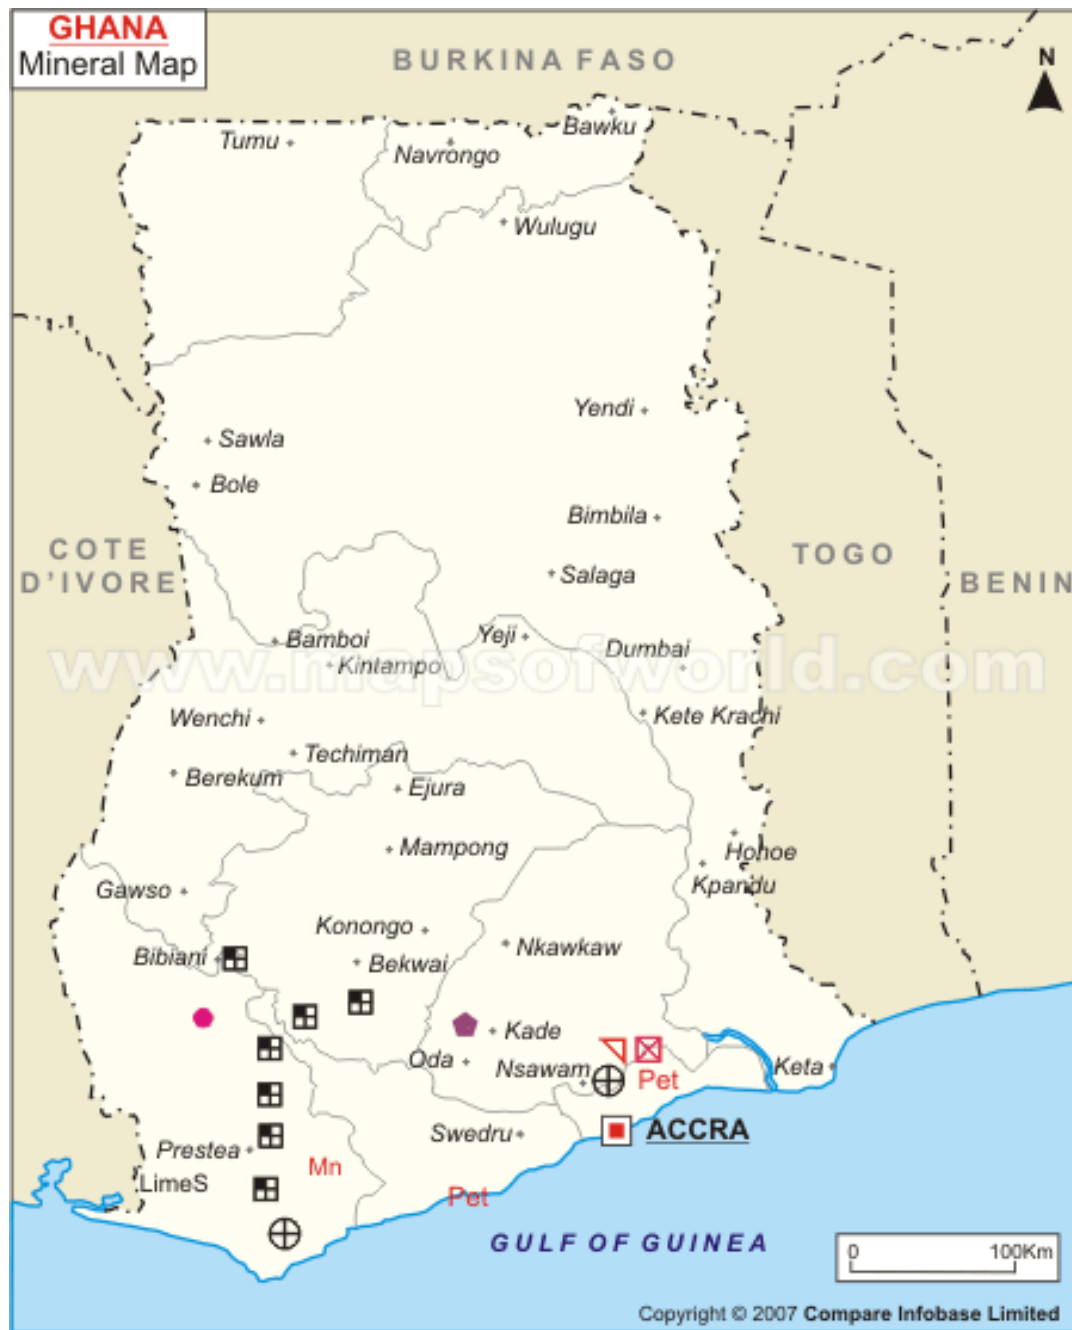 GHANA
Mineral Map
BURKINA FASO
N
Bawku
Tumu
Navrongo
Wulugu
Yendi
Sawla
Bole
Bimbila
COTE
D'IVORE
TOGO
BENIN
Salaga
Bamboi
Yeji
Dumbai
www.mapsofworld.com
Kintampo
Wenchi
Kete Krachi
Techiman
Berekum
Ejura
Mampong
Hohoe
Kpandu
Gawso
Konongo
Nkawkaw
Bibiani
Bekwai
Kade
Oda
Nsawam
Pet
Keta
Swedru
ACCRA
Prestea
Mn
LimeS
Pet
GULF OF GUINEA
0 100Km
Copyright © 2007 Compare Infobase Limited